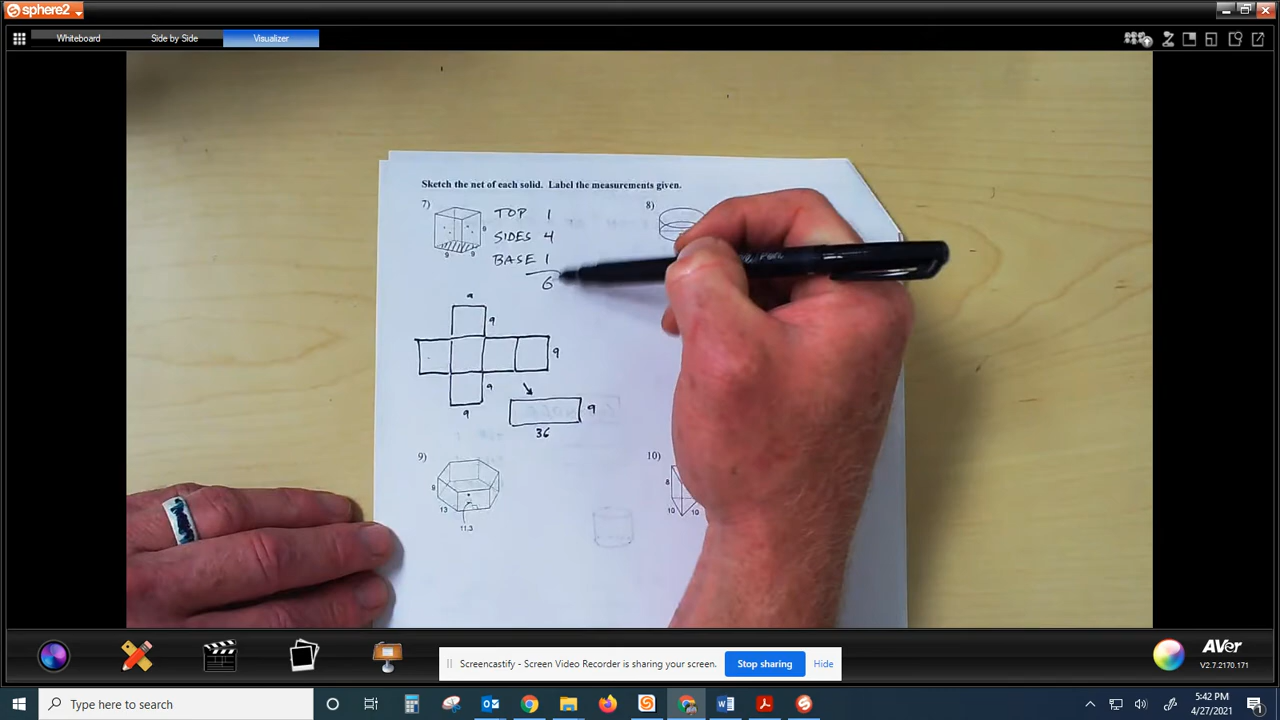 sphere2
Whiteboard
Side by Side
Visualizer
Sketch the net of each solid. Label the measurements given.
7)
9 9
TOP 1
SIDES 4
BASE 1
6
8)
9
9
9
9
9
36
9
9)
8
13
11.3
10)
8
10 10
Screencastify - Screen Video Recorder is sharing your screen.
Stop sharing
Hide
AVer
V2.7.2170.171
Type here to search
5:42 PM
4/27/2021